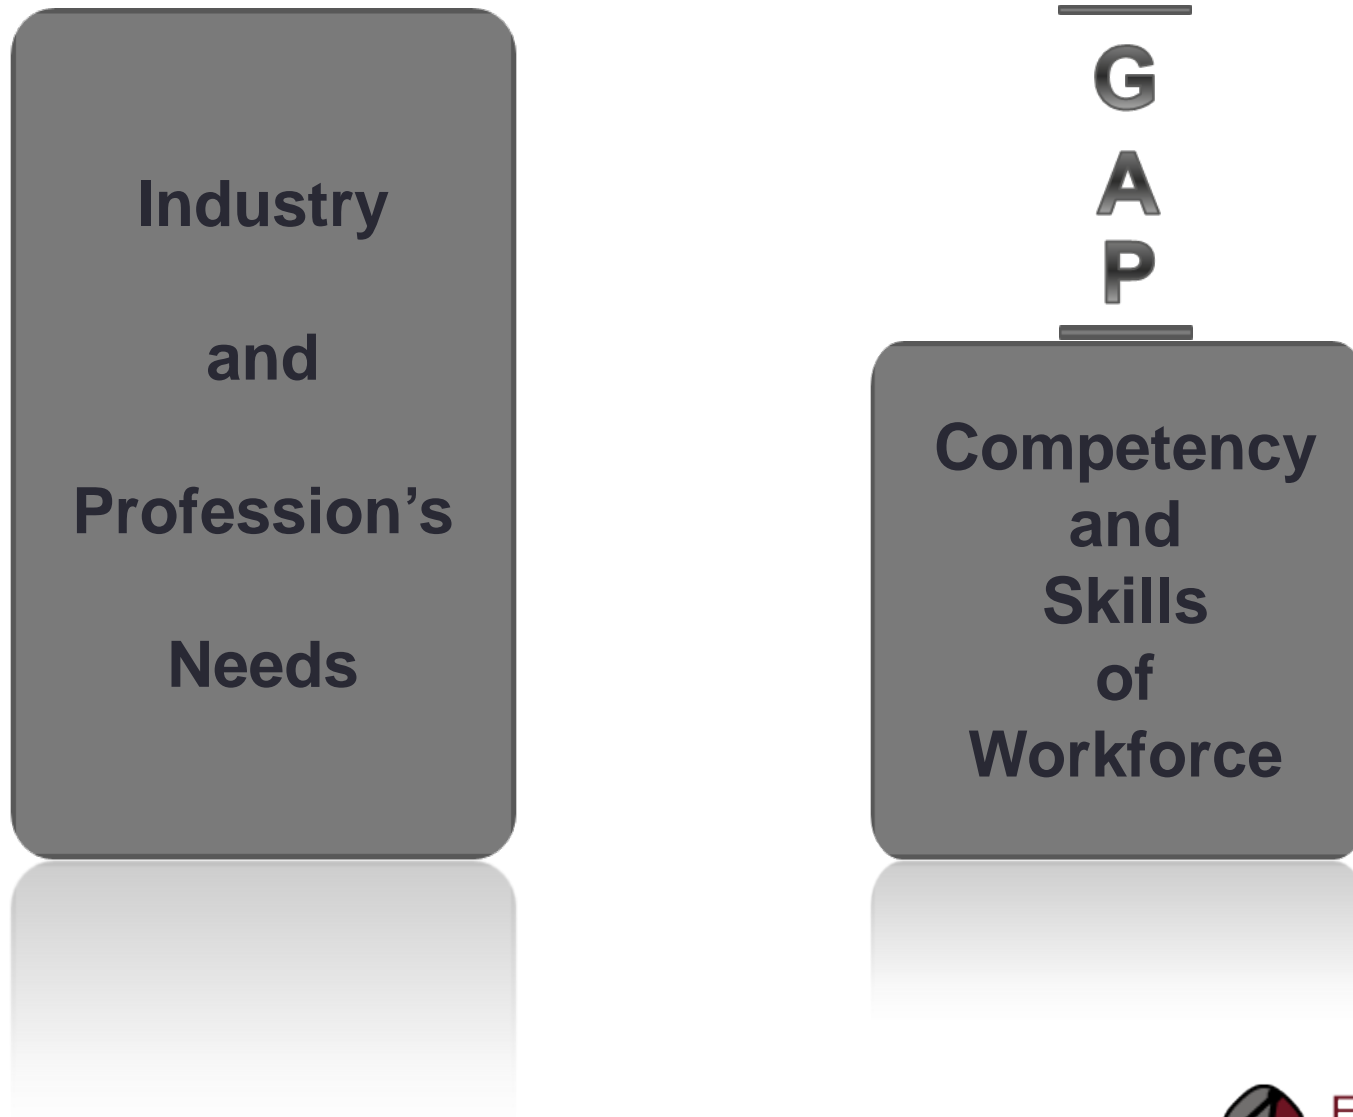 Industry
and
Profession’s
Needs
G
A
P
Competency
and
Skills
of
Workforce